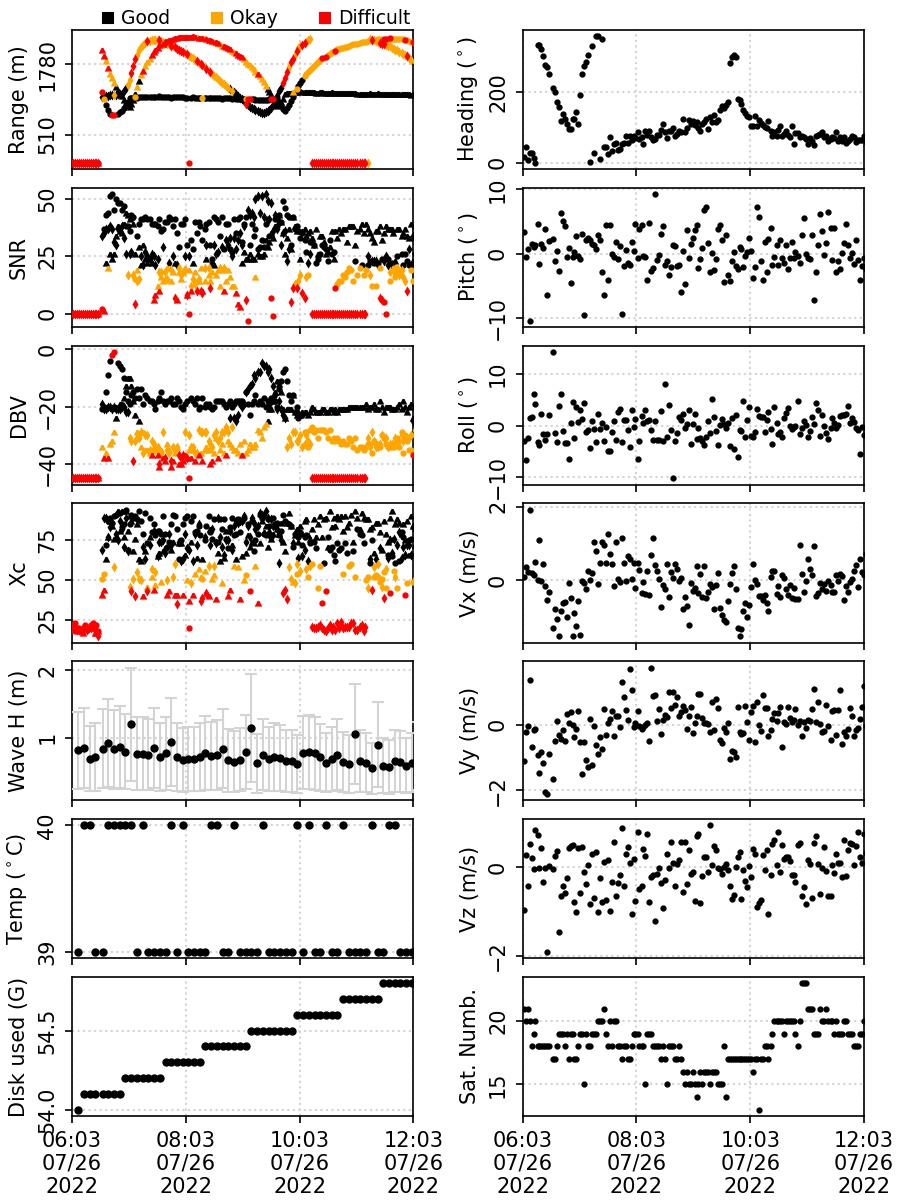 Good Okay Difficult
Range (m)
1780
510
Heading (°)
200
0
SNR
50
25
0
Pitch (°)
10
0
−10
DBV
0
−20
−40
Roll (°)
10
0
−10
Xc
75
50
25
Vx (m/s)
2
0
Wave H (m)
2
1
Vy (m/s)
0
−2
Temp (°C)
40
39
Vz (m/s)
0
−2
Disk used (G)
54.5
54.0
Sat. Numb.
20
15
06:03 08:03 10:03 12:03
07/26 07/26 07/26 07/26
2022 2022 2022 2022
06:03 08:03 10:03 12:03
07/26 07/26 07/26 07/26
2022 2022 2022 2022